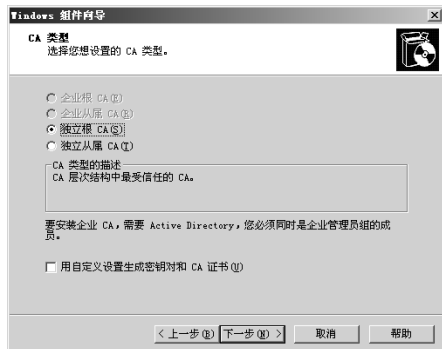 Windows 组件向导
CA 类型
选择您想设置的 CA 类型。
企业根 CA(E)
企业从属 CA(R)
独立根 CA(S)
独立从属 CA(T)
CA 类型的描述
CA 层次结构中最受信任的 CA。
要安装企业 CA，需要 Active Directory，您必须同时是企业管理员组的成
员。
用自定义设置生成密钥对和 CA 证书(U)
< 上一步(B) 下一步(N) > 取消 帮助